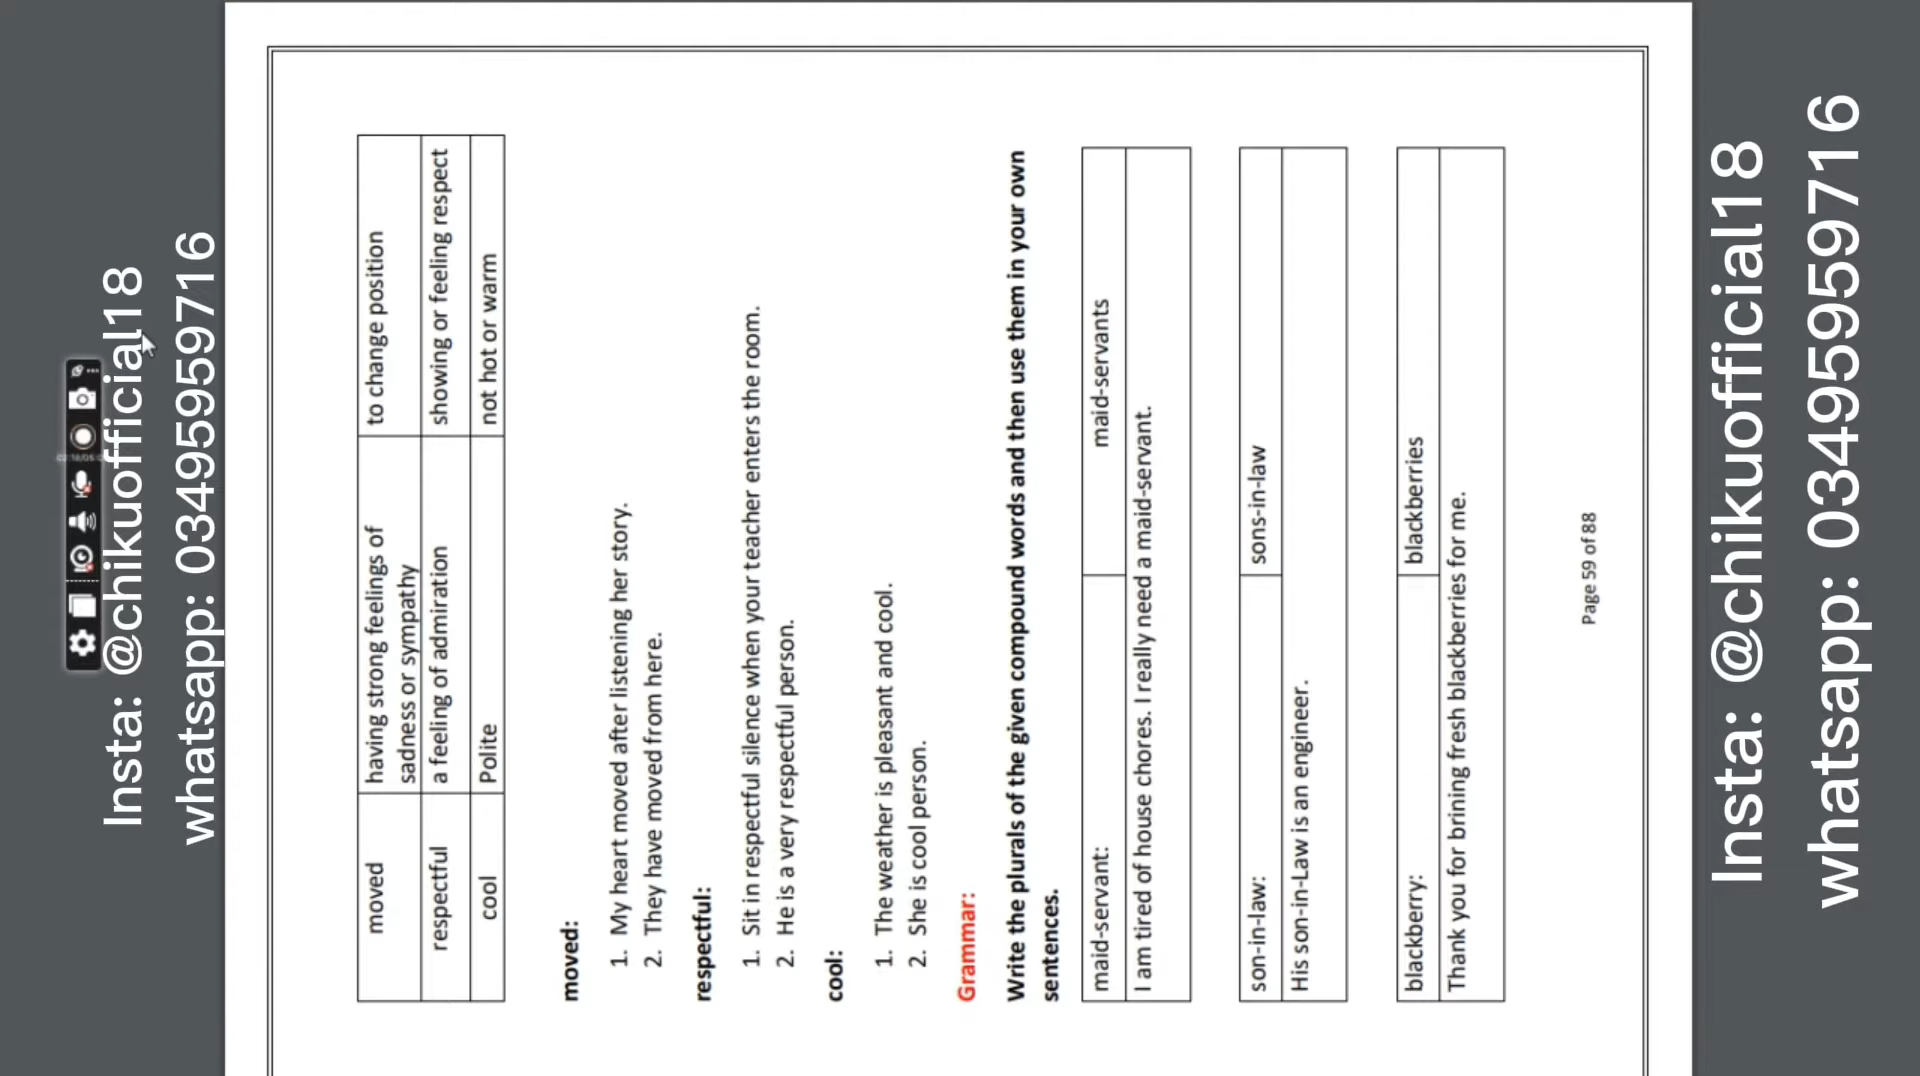 Insta: @chikuofficial18
whatsapp: 03495959716
moved having strong feelings of sadness or sympathy to change position
respectful a feeling of admiration showing or feeling respect
cool Polite not hot or warm
moved:
1. My heart moved after listening her story.
2. They have moved from here.
respectful:
1. Sit in respectful silence when your teacher enters the room.
2. He is a very respectful person.
cool:
1. The weather is pleasant and cool.
2. She is cool person.
Grammar:
Write the plurals of the given compound words and then use them in your own
sentences.
maid-servant: maid-servants
I am tired of house chores. I really need a maid-servant.
son-in-law: sons-in-law
His son-in-Law is an engineer.
blackberry: blackberries
Thank you for brining fresh blackberries for me.
Page 59 of 88
Insta: @chikuofficial18
whatsapp: 03495959716